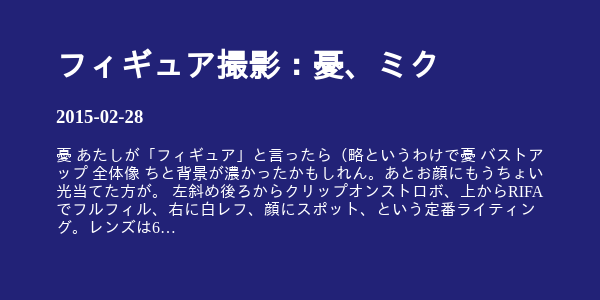 フィギュア撮影：憂、ミク
2015-02-28
憂 あたしが「フィギュア」と言ったら（略というわけで憂 バストア
ップ 全体像 ちと背景が濃かったかもしれん。あとお顔にもうちょい
光当てた方が。 左斜め後ろからクリップオンストロボ、上からRIFA
でフルフィル、右に白レフ、顔にスポット、という定番ライティン
グ。レンズは6…